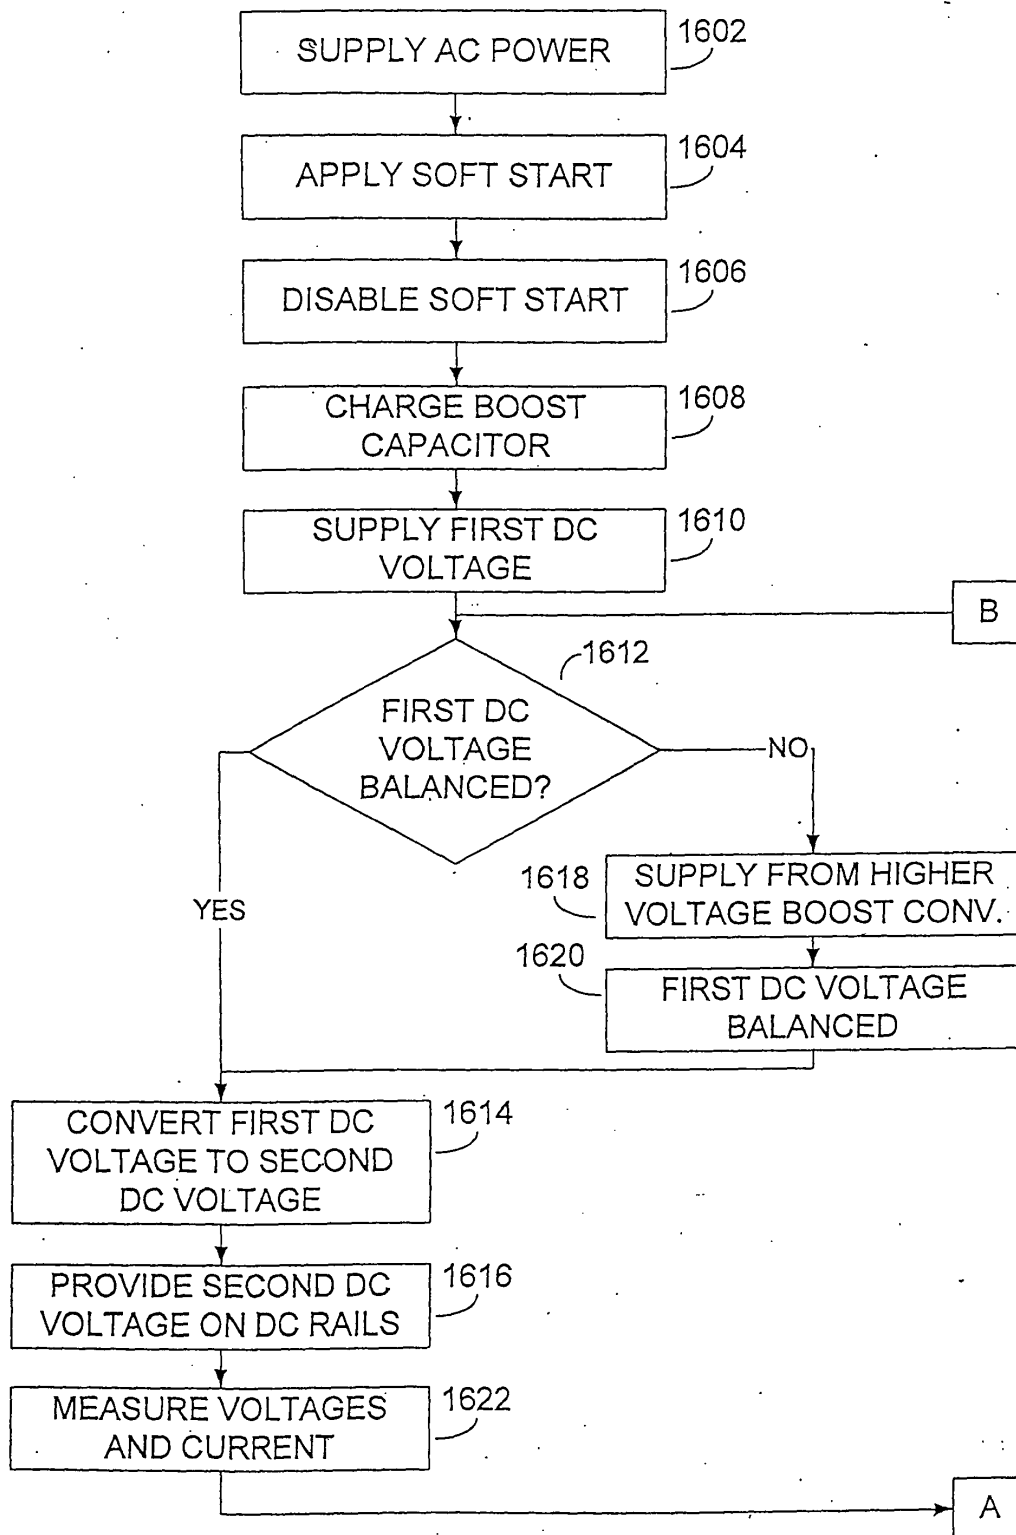 SUPPLY AC POWER
1602
APPLY SOFT START
1604
DISABLE SOFT START
1606
CHARGE BOOST
CAPACITOR
1608
SUPPLY FIRST DC
VOLTAGE
1610
B
1612
FIRST DC
VOLTAGE
BALANCED?
NO
YES
1618
SUPPLY FROM HIGHER
VOLTAGE BOOST CONV.
1620
FIRST DC VOLTAGE
BALANCED
CONVERT FIRST DC
VOLTAGE TO SECOND
DC VOLTAGE
1614
PROVIDE SECOND DC
VOLTAGE ON DC RAILS
1616
MEASURE VOLTAGES
AND CURRENT
1622
A